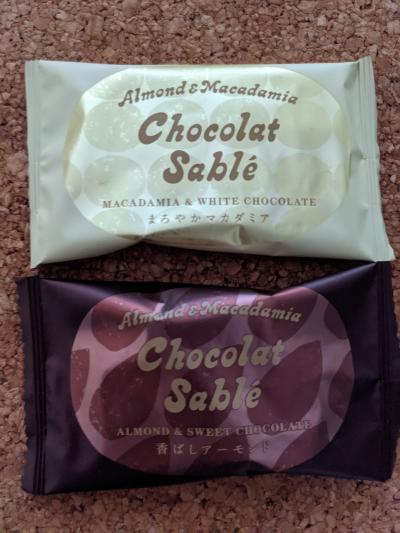 Almond & Macadamia
Chocolat
Sablé
MACADAMIA & WHITE CHOCOLATE
まろやかマカダミア
Almond & Macadamia
Chocolat
Sablé
ALMOND & SWEET CHOCOLATE
香ばしアーモンド